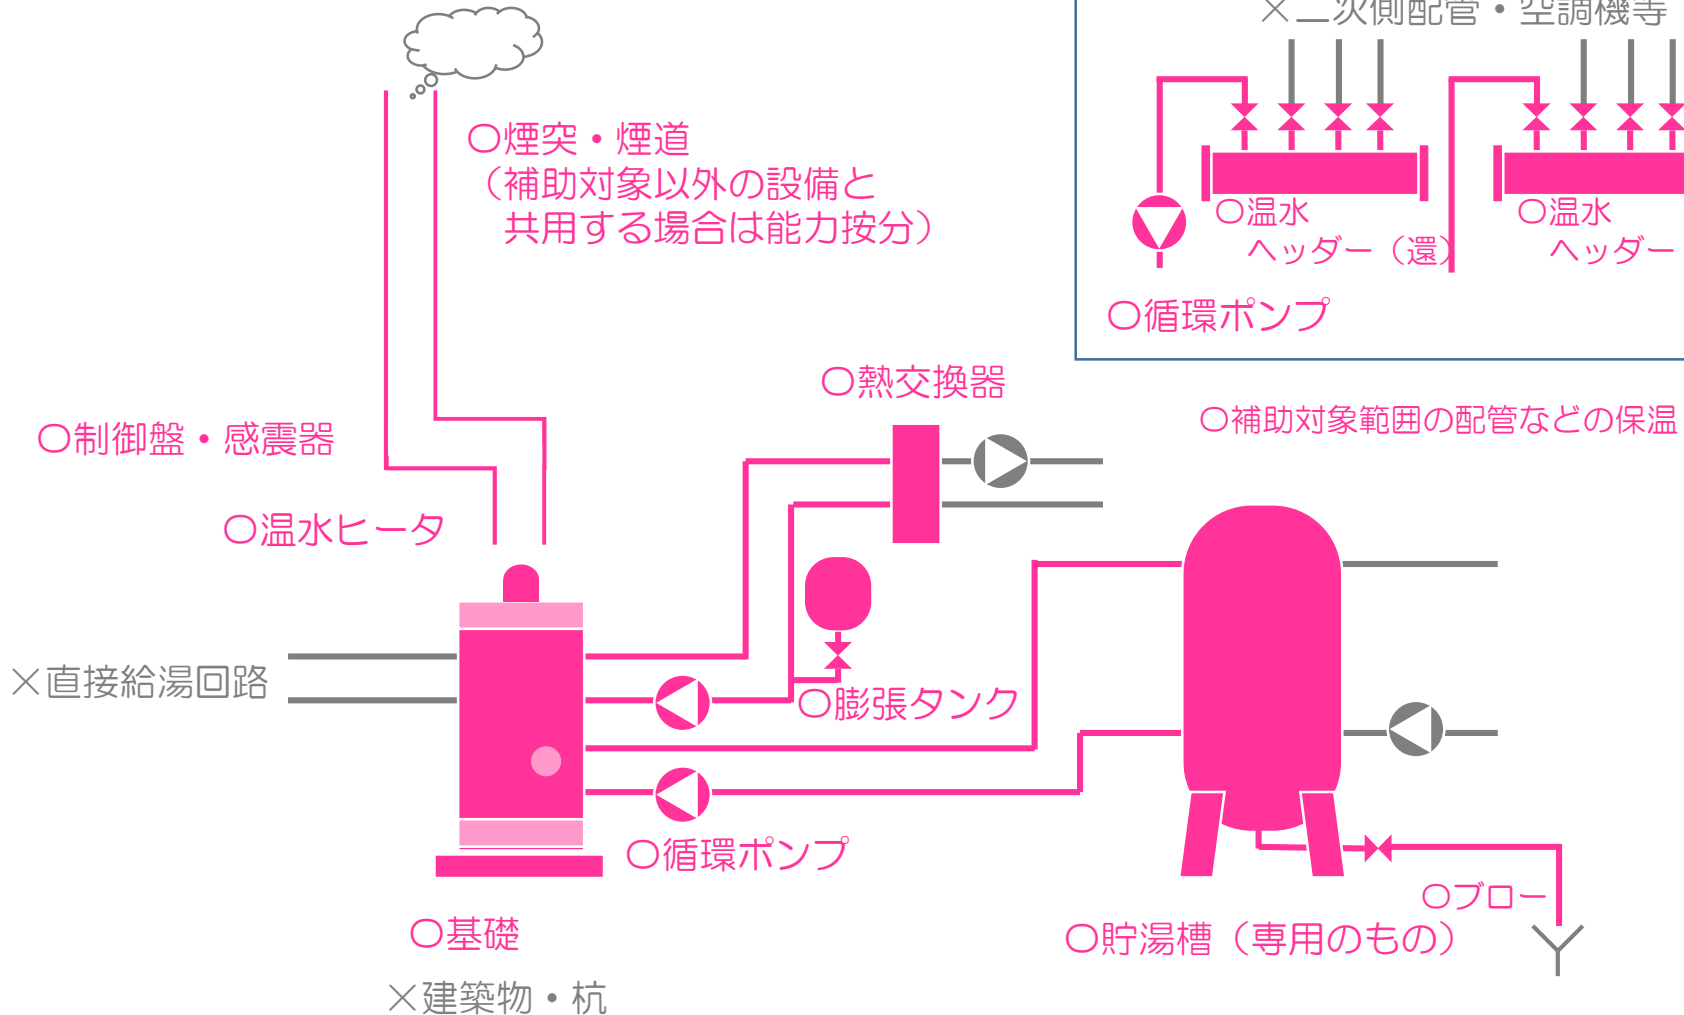 ×二次側配管・空調機等
〇煙突・煙道
（補助対象以外の設備と
共用する場合は能力按分）
〇温水
ヘッダー（還）
〇温水
ヘッダー
〇循環ポンプ
〇熱交換器
〇補助対象範囲の配管などの保温
〇制御盤・感震器
〇温水ヒータ
×直接給湯回路
〇膨張タンク
〇循環ポンプ
〇ブロー
〇基礎
〇貯湯槽（専用のもの）
×建築物・杭